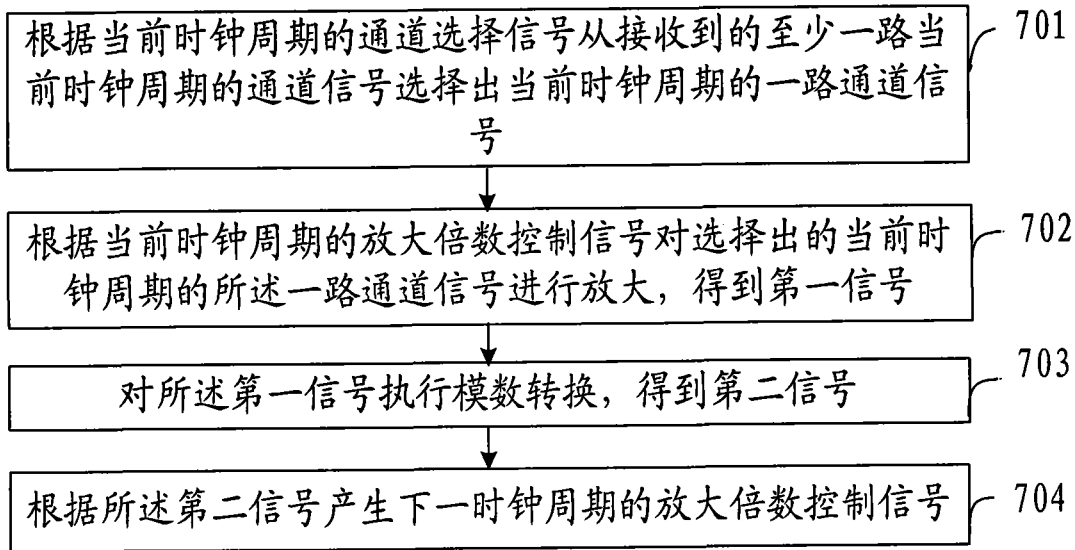 根据当前时钟周期的通道选择信号从接收到的至少一路当
前时钟周期的通道信号选择出当前时钟周期的一路通道信
号
701
根据当前时钟周期的放大倍数控制信号对选择出的当前时
钟周期的所述一路通道信号进行放大，得到第一信号
702
对所述第一信号执行模数转换，得到第二信号
703
根据所述第二信号产生下一时钟周期的放大倍数控制信号
704